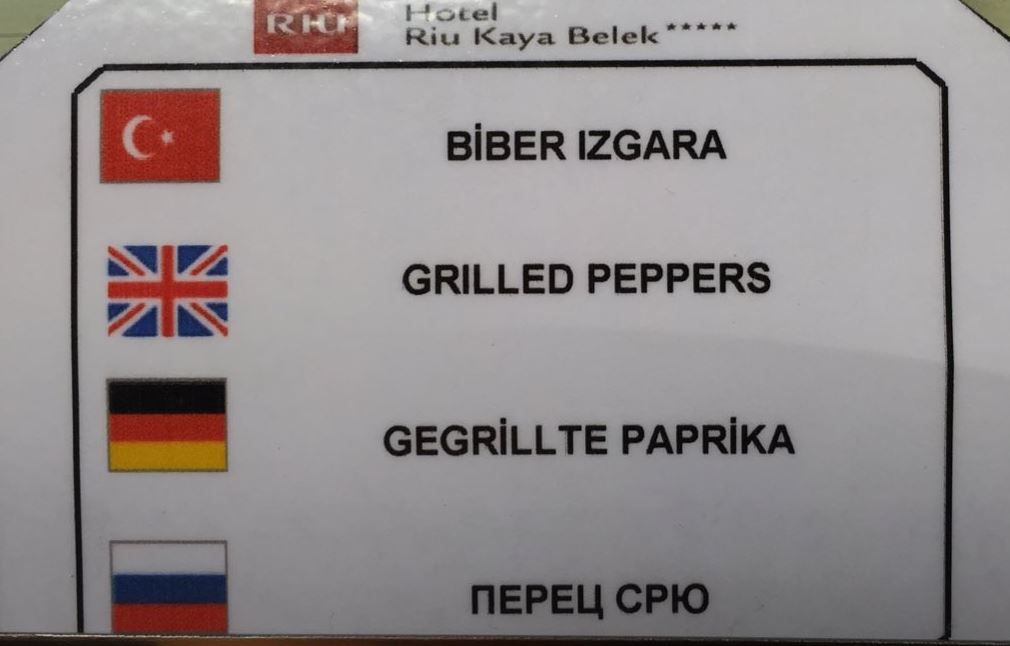 RIU
Hotel
Riu Kaya Belek*****
BİBER IZGARA
GRILLED PEPPERS
GEGRİLLTE PAPRİKA
ПЕРЕЦ СРЮ